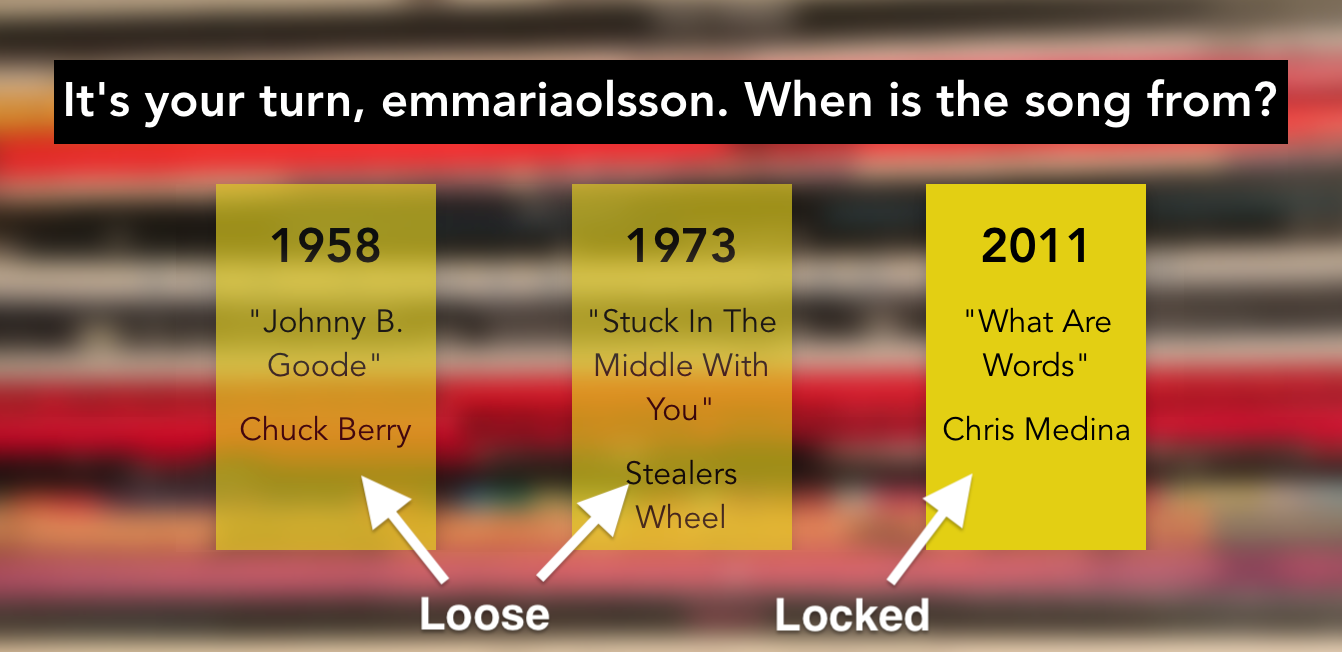 It's your turn, emmariaolsson. When is the song from?
1958
"Johnny B.
Goode"
Chuck Berry
1973
"Stuck In The
Middle With
You"
Stealers
Wheel
2011
"What Are
Words"
Chris Medina
Loose
Locked